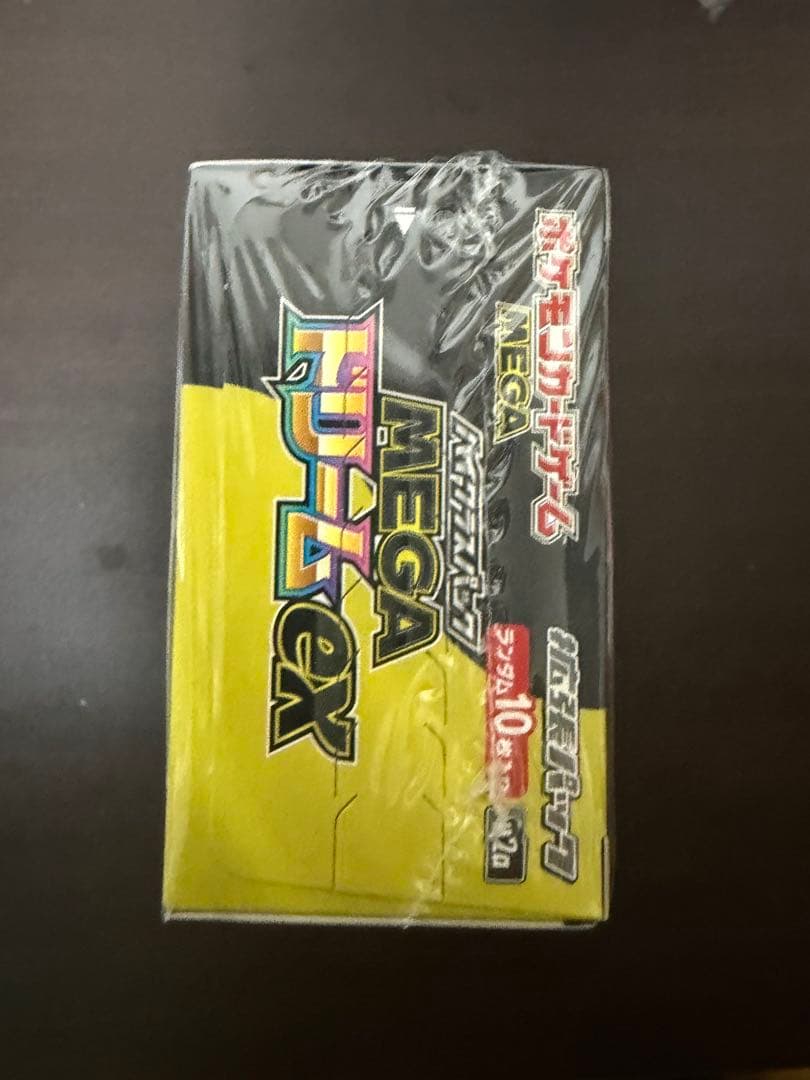 ポケモンカードゲーム
MEGA
拡張パック
ハイクラスパック
MEGA
ドリームex
ランダム10枚入り
2a